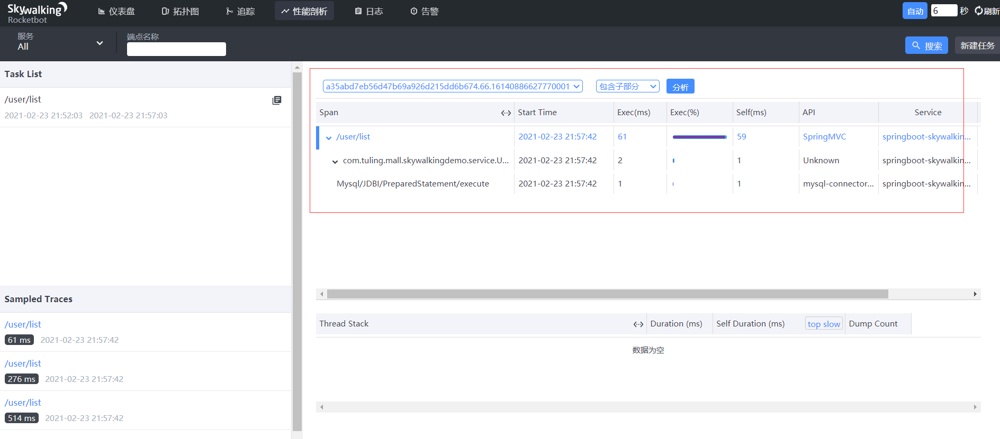 Skywalking
Rocketbot
仪表盘
拓扑图
追踪
性能剖析
日志
告警
自动
6
秒
刷新
服务
All
端点名称
搜索
新建任务
Task List
/user/list
2021-02-23 21:52:03 2021-02-23 21:57:03
Sampled Traces
/user/list
61 ms 2021-02-23 21:57:42
/user/list
276 ms 2021-02-23 21:57:42
/user/list
514 ms 2021-02-23 21:57:42
a35abd7eb56d47b69a926d215dd6b674.66.16140886627770001
包含子部分
分析
Span Start Time Exec(ms) Exec(%) Self(ms) API Service
/user/list 2021-02-23 21:57:42 61 59 SpringMVC springboot-skywalkin...
com.tuling.mall.skywalkingdemo.service.U... 2021-02-23 21:57:42 2 1 Unknown springboot-skywalkin...
Mysql/JDBI/PreparedStatement/execute 2021-02-23 21:57:42 1 1 mysql-connector... springboot-skywalkin...
Thread Stack Duration (ms) Self Duration (ms) top slow Dump Count
数据为空